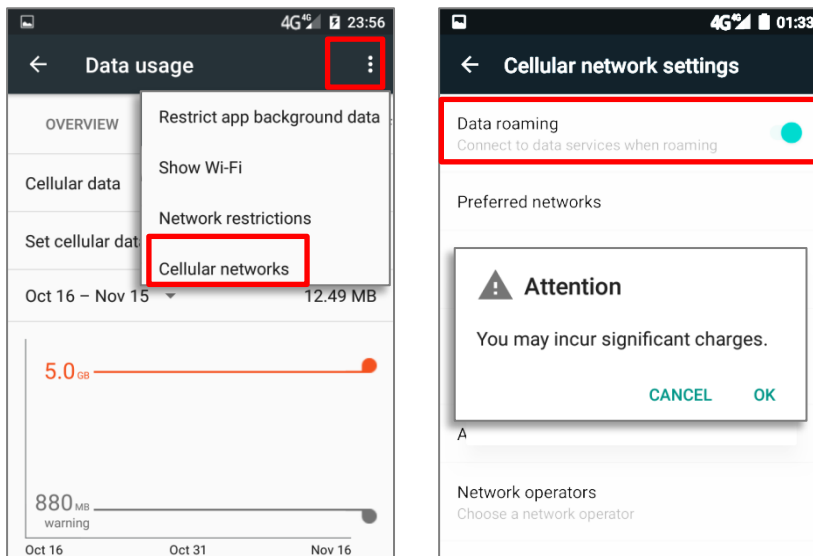 4G 4G 23:56
Data usage
OVERVIEW
Restrict app background data
Show Wi-Fi
Cellular data
Network restrictions
Set cellular dat
Cellular networks
Oct 16 – Nov 15
12.49 MB
5.0 GB
880 MB
warning
Oct 16
Oct 31
Nov 16
4G 4G 01:33
Cellular network settings
Data roaming
Connect to data services when roaming
Preferred networks
Attention
You may incur significant charges.
CANCEL OK
A
Network operators
Choose a network operator